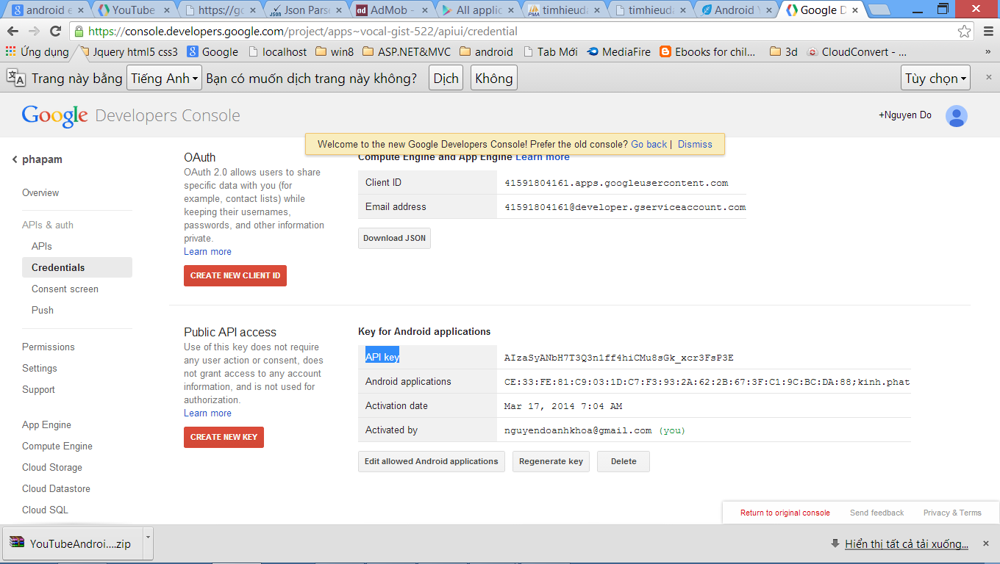 android e
YouTube
https://go
Json Pars
AdMob -
All applic
timhieuda
timhieuda
Android Y
Google D
https://console.developers.google.com/project/apps~vocal-gist-522/apiui/credential
Ứng dụng
Jquery html5 css3
Google
localhost
win8
ASP.NET&MVC
android
Tab Mới
MediaFire
Ebooks for chil...
3d
CloudConvert - ...
»
Trang này bằng
Tiếng Anh
Bạn có muốn dịch trang này không?
Dịch
Không
Tùy chọn
Google Developers Console
+Nguyen Do
Welcome to the new Google Developers Console! Prefer the old console? Go back | Dismiss
phapam
Overview
APIs & auth
APIs
Credentials
Consent screen
Push
Permissions
Settings
Support
App Engine
Compute Engine
Cloud Storage
Cloud Datastore
Cloud SQL
OAuth
OAuth 2.0 allows users to share
specific data with you (for
example, contact lists) while
keeping their usernames,
passwords, and other information
private.
Learn more
CREATE NEW CLIENT ID
Compute Engine and App Engine Learn more
Client ID
41591804161.apps.googleusercontent.com
Email address
41591804161@developer.gserviceaccount.com
Download JSON
Public API access
Use of this key does not require
any user action or consent, does
not grant access to any account
information, and is not used for
authorization.
Learn more
CREATE NEW KEY
Key for Android applications
API key
AIzaSyANbH7T3Q3n1ff4hiCMu8sGk_xcr3FsP3E
Android applications
CE:33:FE:81:C9:03:1D:C7:F3:93:2A:62:2B:67:3F:C1:9C:BC:DA:88;kinh.phat
Activation date
Mar 17, 2014 7:04 AM
Activated by
nguyendoanhkhoa@gmail.com (you)
Edit allowed Android applications
Regenerate key
Delete
Return to original console
Send feedback
Privacy & Terms
YouTubeAndroi....zip
Hiển thị tất cả tải xuống...